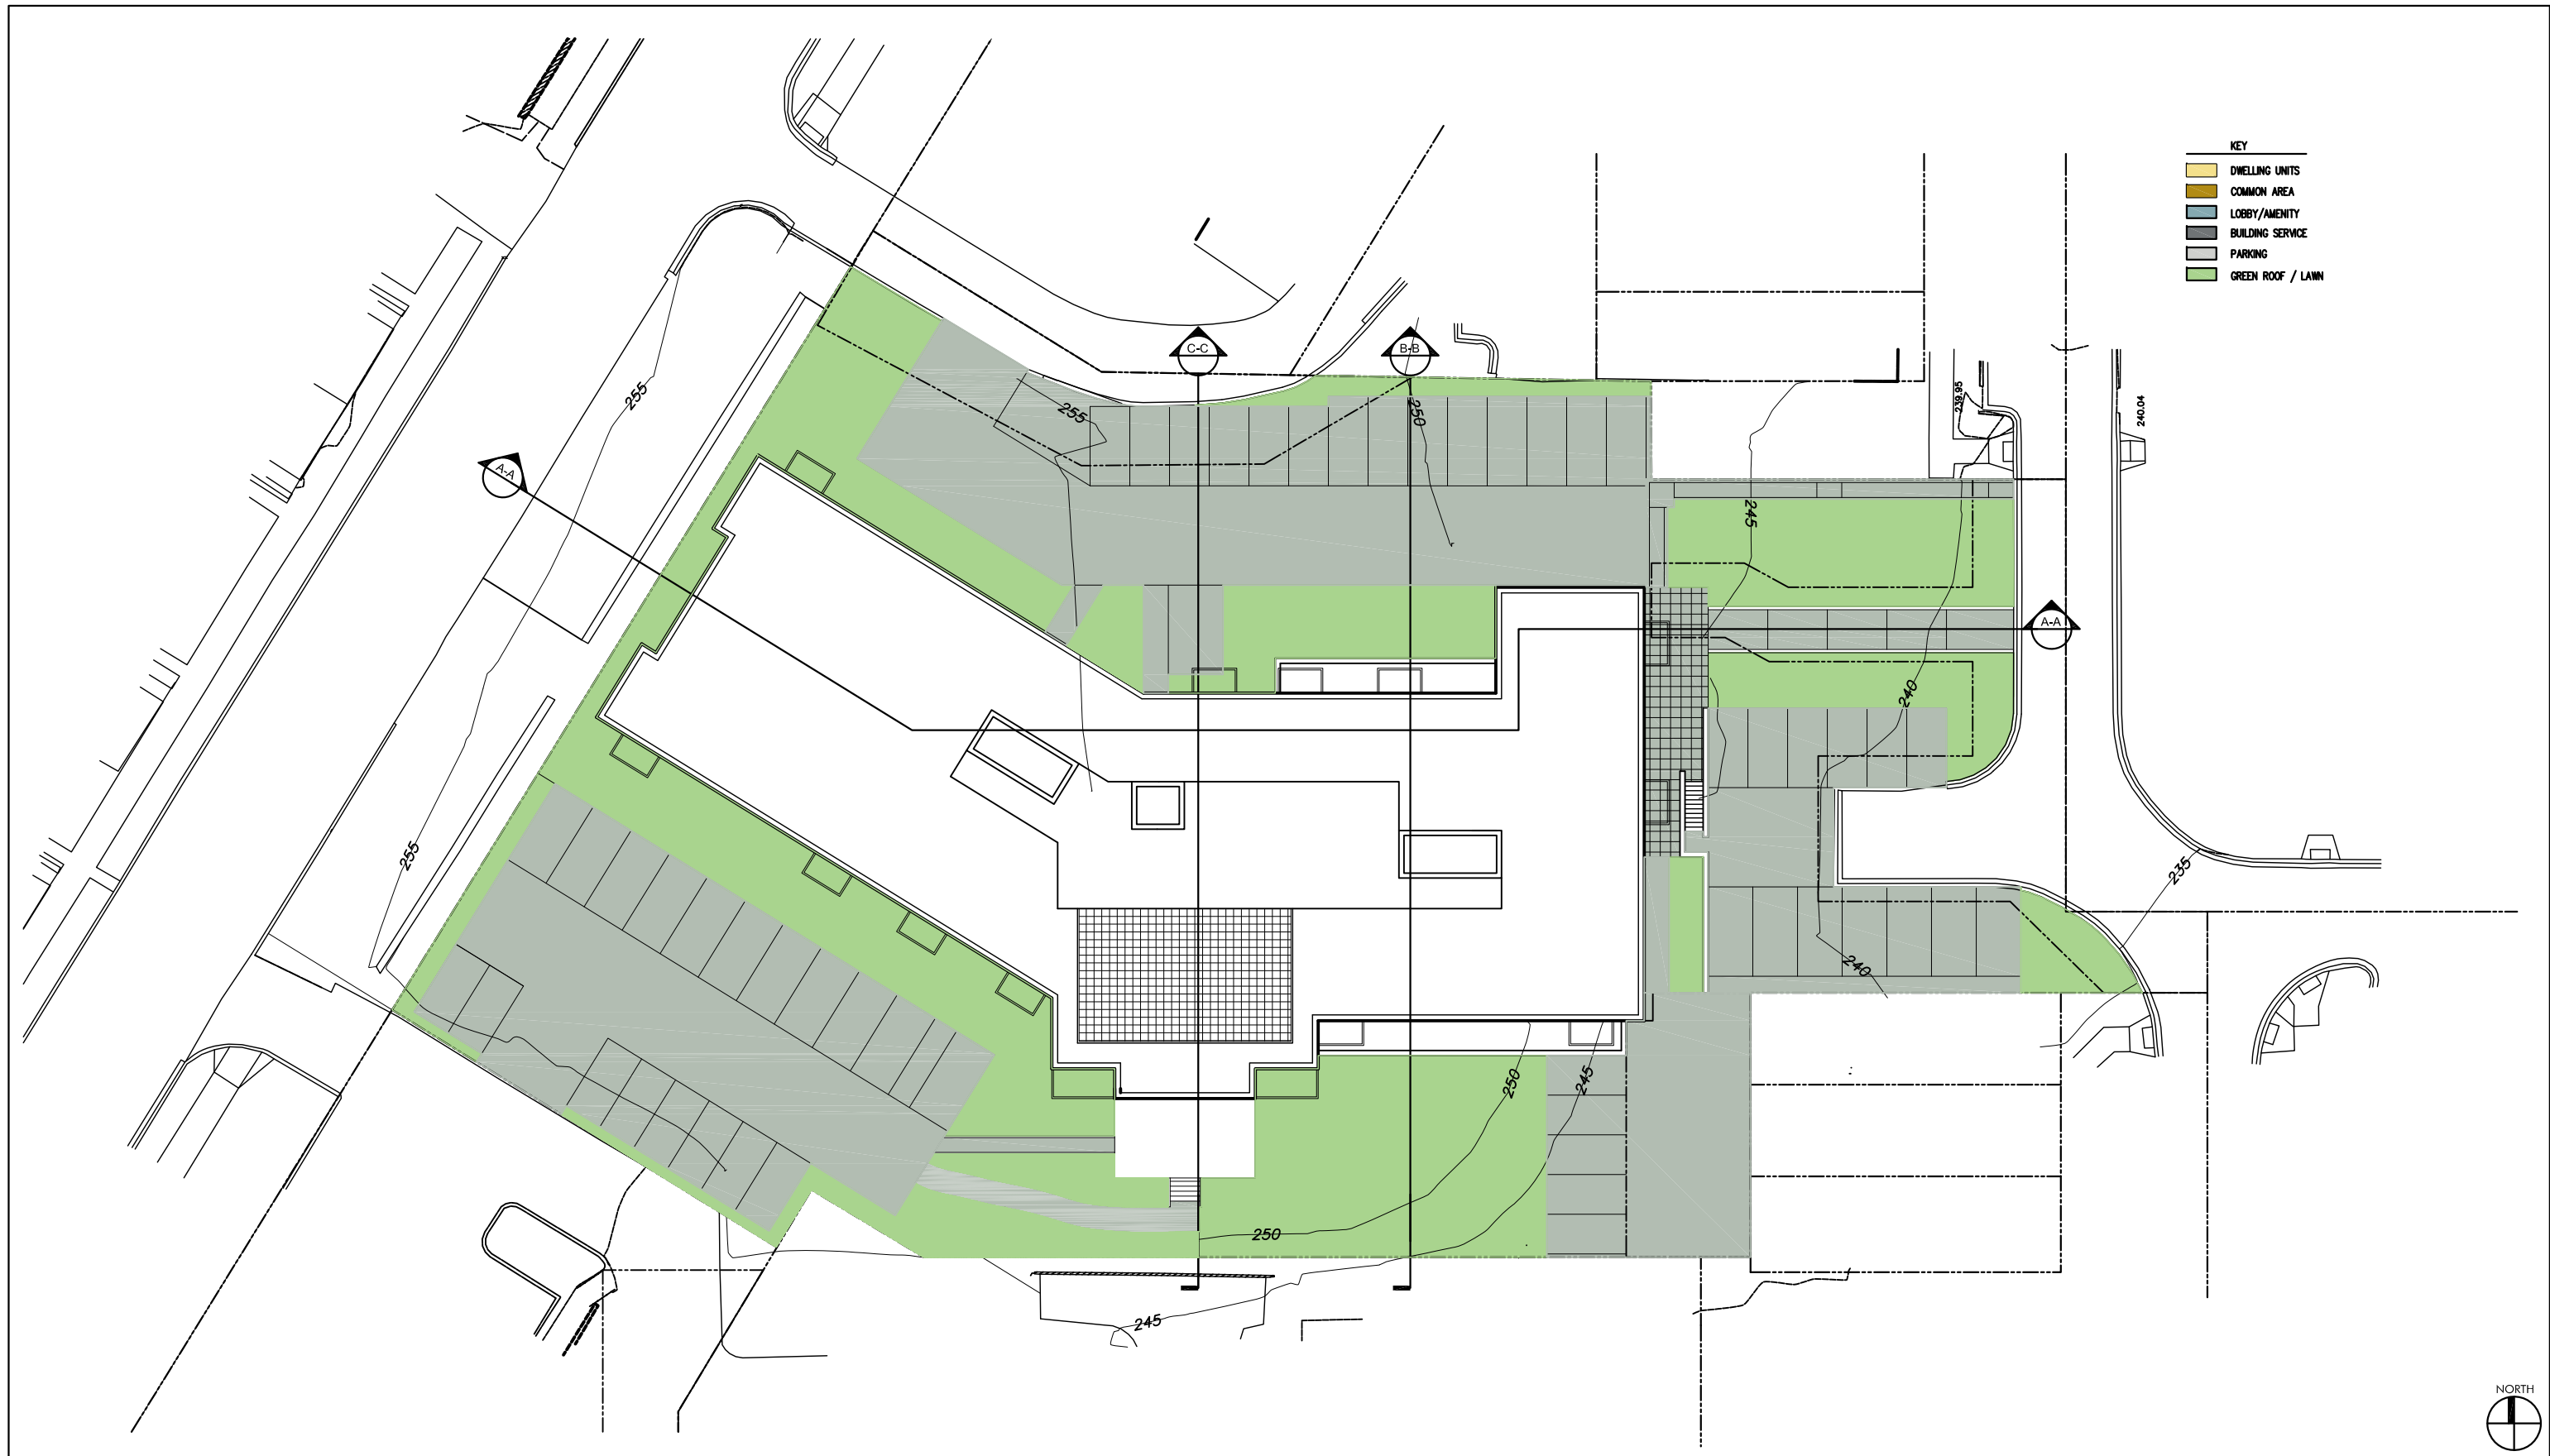 KEY
DWELLING UNITS
COMMON AREA
LOBBY/AMENITY
BUILDING SERVICE
PARKING
GREEN ROOF / LAWN
C-C
B-B
255
255
250
239.95
240.04
A-A
245
A-A
240
255
235
240
250
245
250
245
NORTH